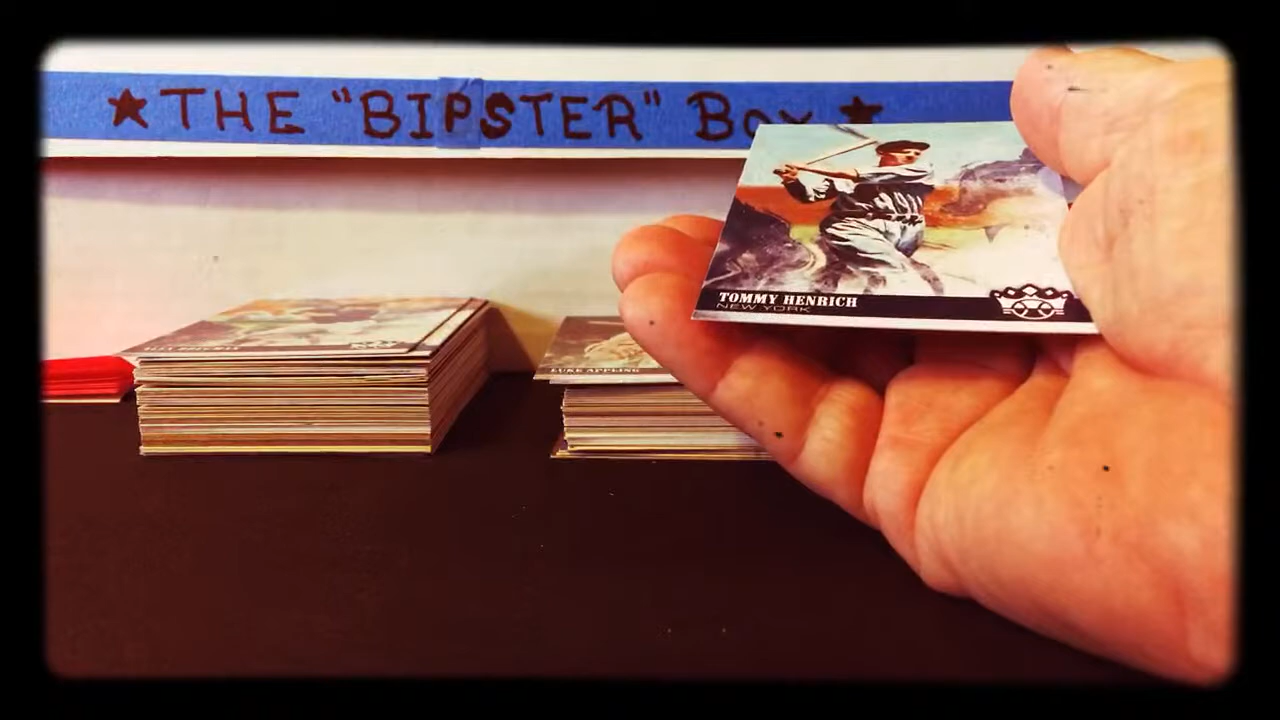 ★ THE "BIPSTER" BOX ★
TOMMY HENRICH
NEW YORK
LUKE APPLING